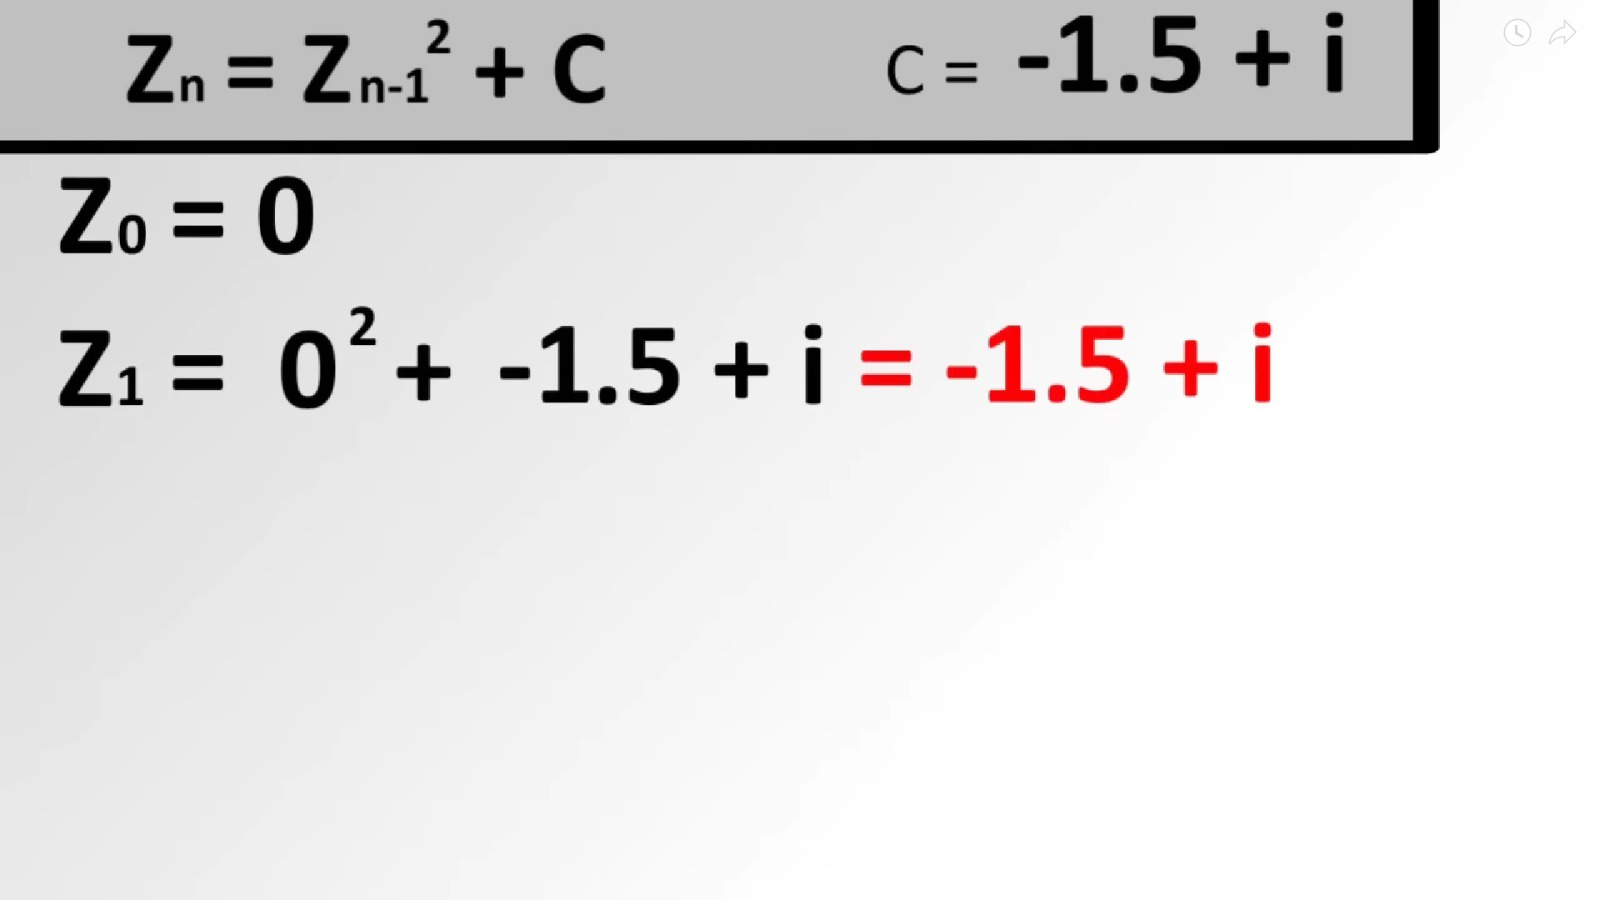 Zn = Zn-1² + C C = -1.5 + i
Z0 = 0
Z1 = 0² + -1.5 + i = -1.5 + i